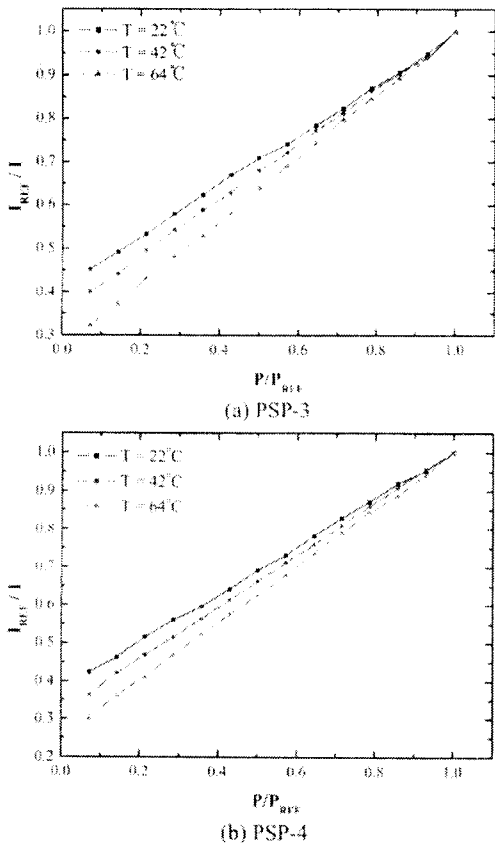 T = 22°C
T = 42°C
T = 64°C
1.0
0.9
0.8
0.7
0.6
0.5
0.4
0.3
I_REF / I
0.0 0.2 0.4 0.6 0.8 1.0
P/P_REF
(a) PSP-3
T = 22°C
T = 42°C
T = 64°C
1.0
0.9
0.8
0.7
0.6
0.5
0.4
0.3
0.2
I_REF / I
0.0 0.2 0.4 0.6 0.8 1.0
P/P_REF
(b) PSP-4